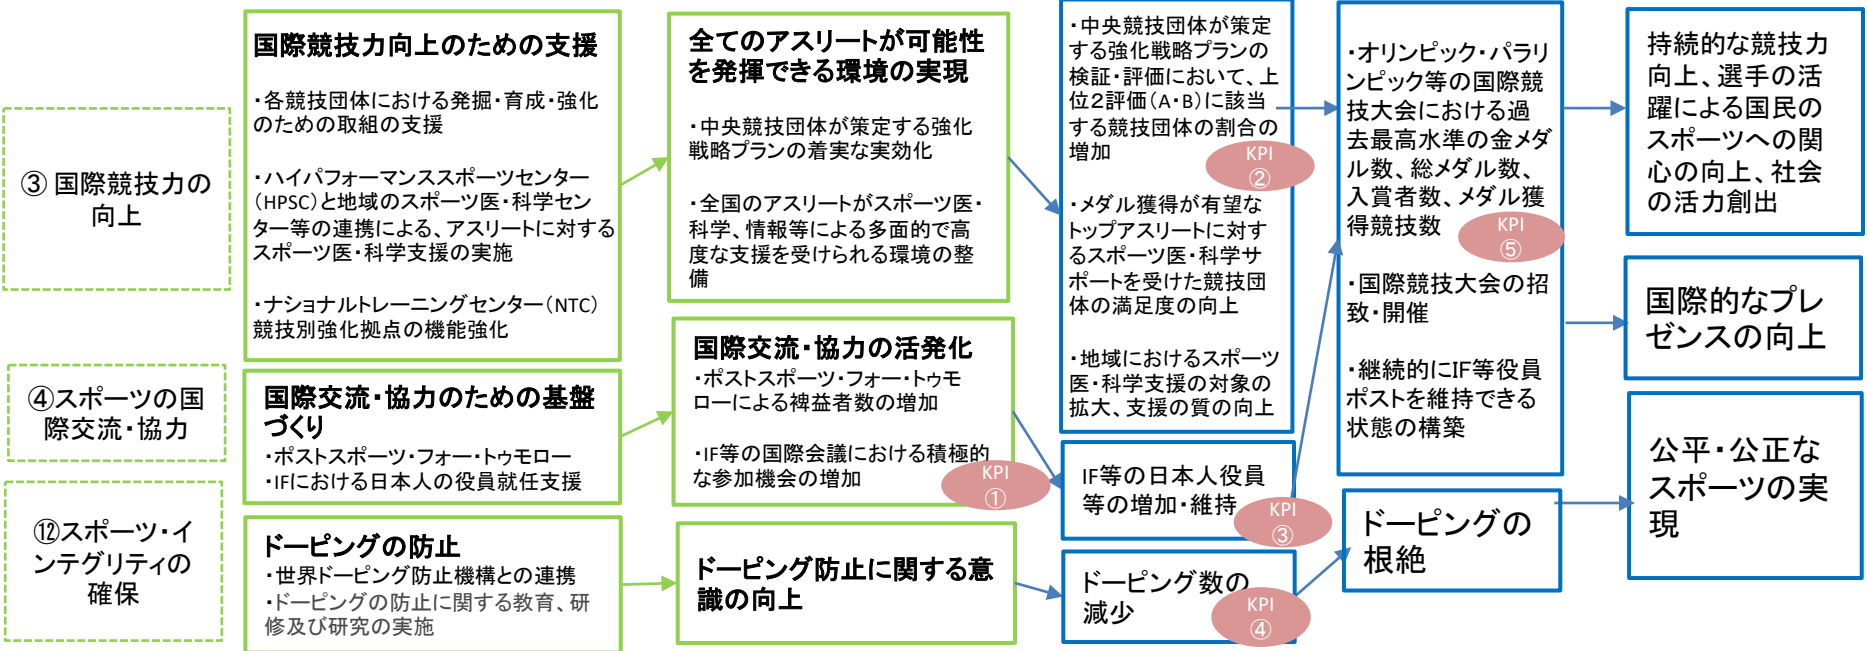 ③ 国際競技力の
向上
④スポーツの国
際交流・協力
⑫スポーツ・イ
ンテグリティの
確保
国際競技力向上のための支援
・各競技団体における発掘・育成・強化
のための取組の支援
・ハイパフォーマンススポーツセンター
（HPSC）と地域のスポーツ医・科学セン
ター等の連携による、アスリートに対する
スポーツ医・科学支援の実施
・ナショナルトレーニングセンター（NTC）
競技別強化拠点の機能強化
国際交流・協力のための基盤
づくり
・ポストスポーツ・フォー・トゥモロー
・IFにおける日本人の役員就任支援
ドーピングの防止
・世界ドーピング防止機構との連携
・ドーピングの防止に関する教育、研
修及び研究の実施
全てのアスリートが可能性
を発揮できる環境の実現
・中央競技団体が策定する強化
戦略プランの着実な実効化
・全国のアスリートがスポーツ医・
科学、情報等による多面的で高
度な支援を受けられる環境の整
備
国際交流・協力の活発化
・ポストスポーツ・フォー・トゥモ
ローによる裨益者数の増加
・IF等の国際会議における積極的
な参加機会の増加
KPI
①
ドーピング防止に関する意
識の向上
・中央競技団体が策定
する強化戦略プランの
検証・評価において、上
位２評価（A・B）に該当
する競技団体の割合の
増加
KPI
②
・メダル獲得が有望な
トップアスリートに対す
るスポーツ医・科学サ
ポートを受けた競技団
体の満足度の向上
・地域におけるスポーツ
医・科学支援の対象の
拡大、支援の質の向上
IF等の日本人役員
等の増加・維持
KPI
③
ドーピング数の
減少
KPI
④
・オリンピック・パラリ
ンピック等の国際競
技大会における過
去最高水準の金メダ
ル数、総メダル数、
入賞者数、メダル獲
得競技数
KPI
⑤
・国際競技大会の招
致・開催
・継続的にIF等役員
ポストを維持できる
状態の構築
ドーピングの
根絶
持続的な競技力
向上、選手の活
躍による国民の
スポーツへの関
心の向上、社会
の活力創出
国際的なプレ
ゼンスの向上
公平・公正な
スポーツの実
現